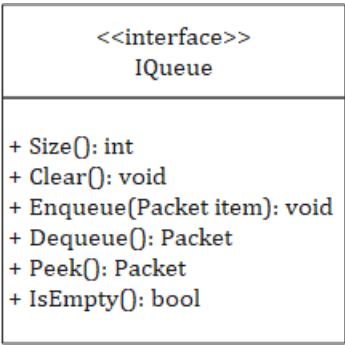 <<interface>>
IQueue
+ Size(): int
+ Clear(): void
+ Enqueue(Packet item): void
+ Dequeue(): Packet
+ Peek(): Packet
+ IsEmpty(): bool